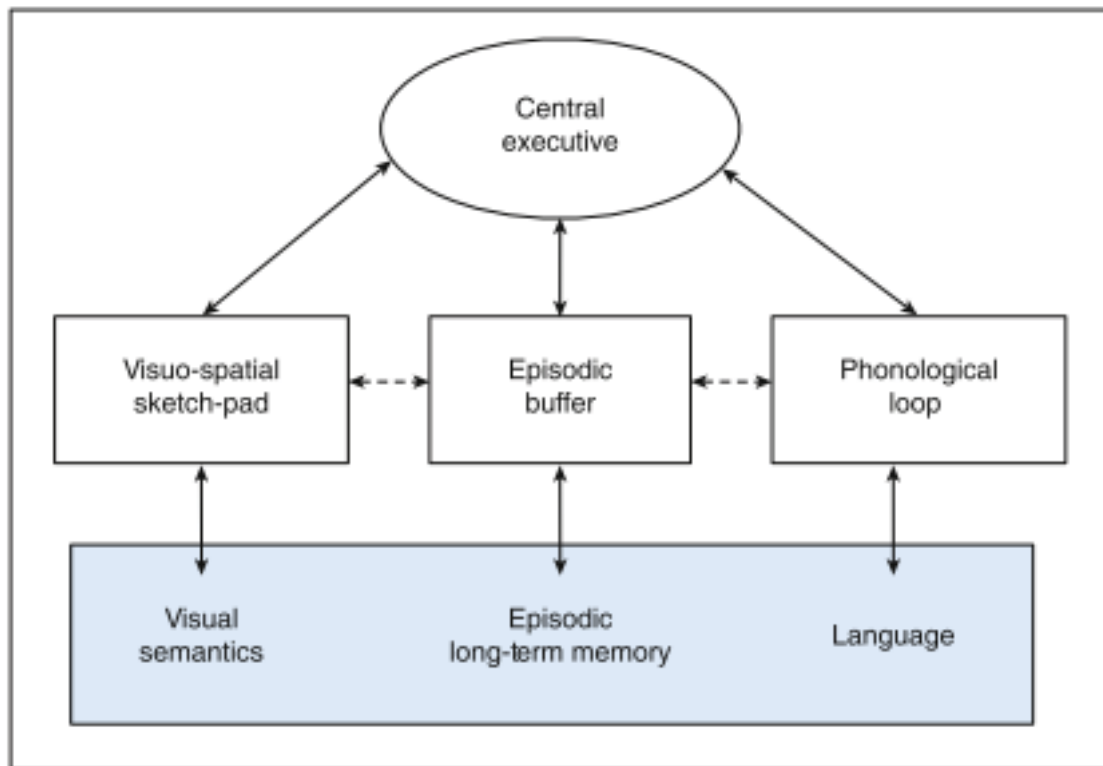 Central
executive
Visuo-spatial
sketch-pad
Episodic
buffer
Phonological
loop
Visual
semantics
Episodic
long-term memory
Language